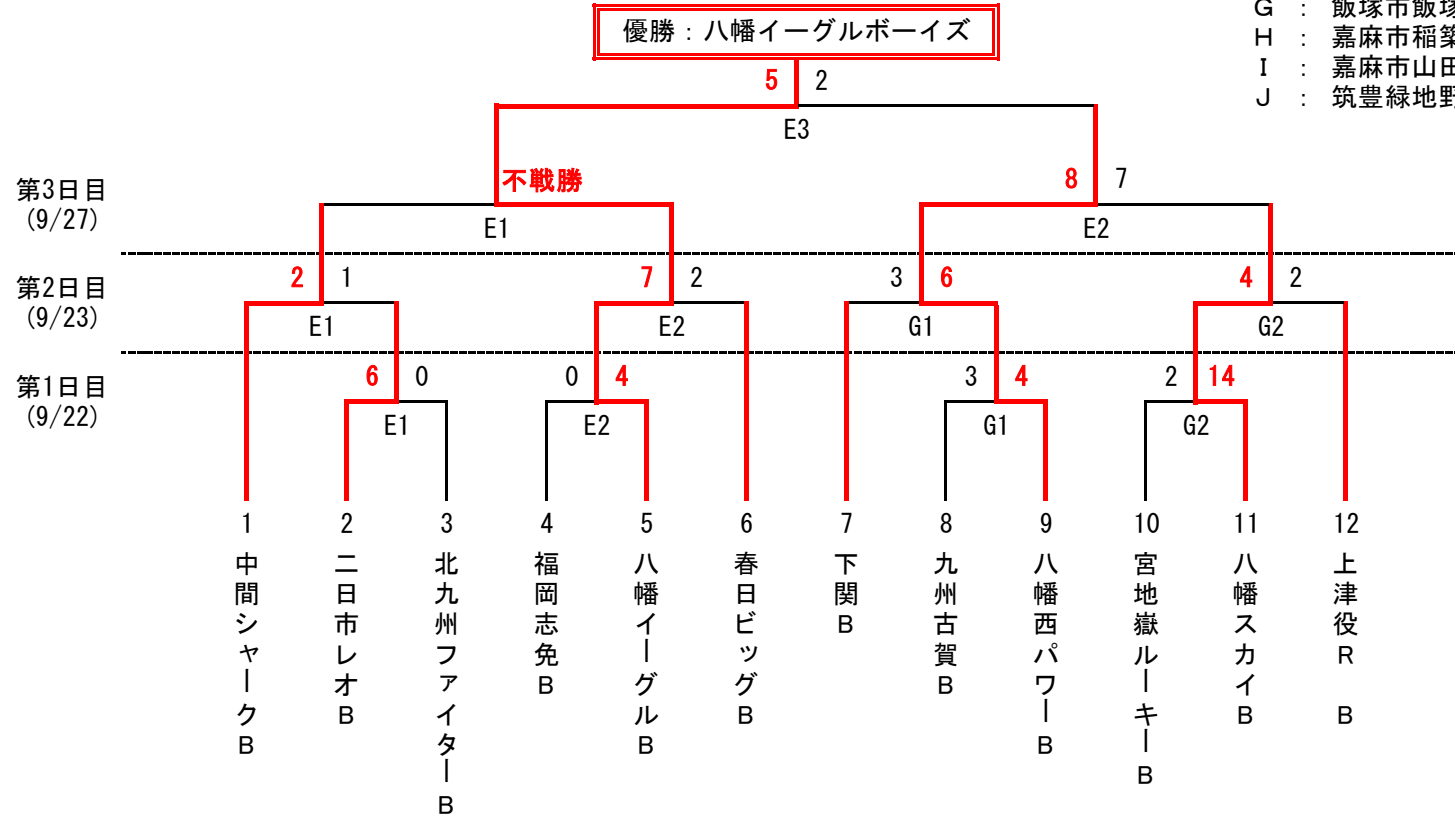 優勝：八幡イーグルボーイズ
G ： 飯塚市飯塚
H ： 嘉麻市稲築
I ： 嘉麻市山田
J ： 筑豊緑地野
5 2
E3
第3日目
(9/27)
不戦勝 8 7
E1 E2
第2日目
(9/23)
2 1 7 2 3 6 4 2
E1 E2 G1 G2
第1日目
(9/22)
6 0 0 4 3 4 2 14
E1 E2 G1 G2
1 2 3 4 5 6 7 8 9 10 11 12
中間シャークB
二日市レオB
北九州ファイターB
福岡志免B
八幡イーグルB
春日ビッグB
下関B
九州古賀B
八幡西パワーB
宮地嶽ルーキーB
八幡スカイB
上津役R B